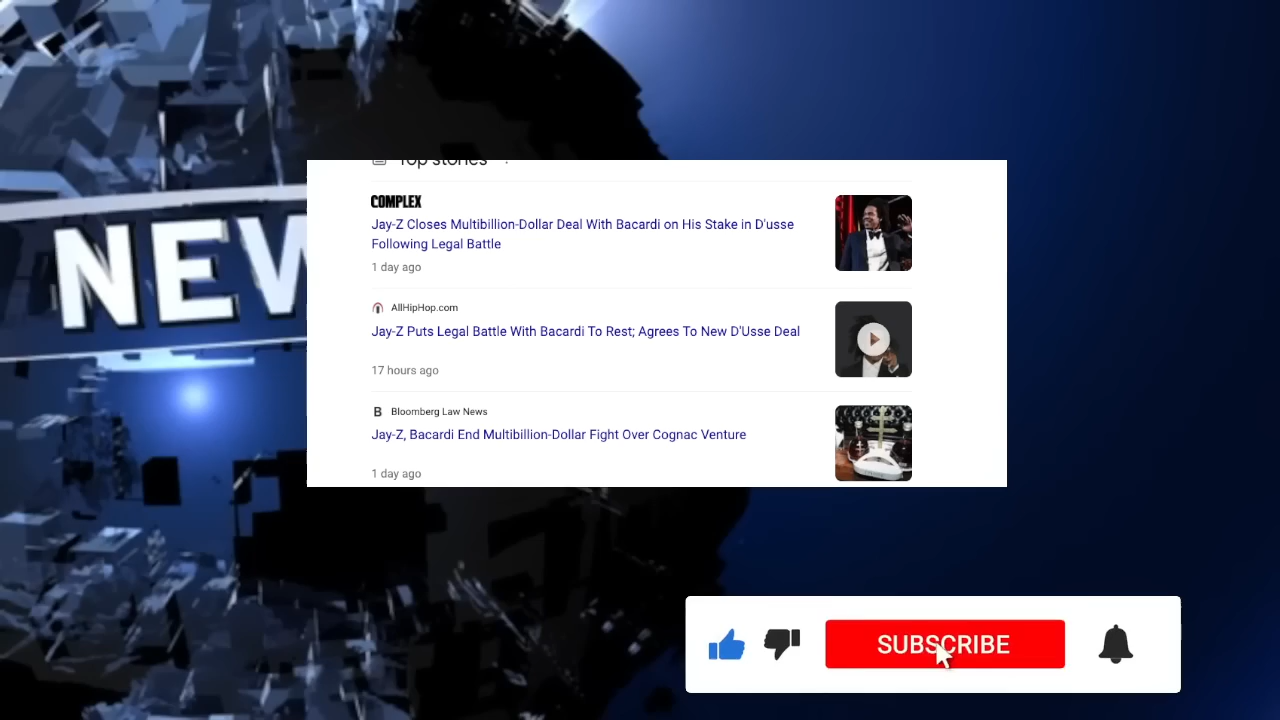 NEW
Top stories
COMPLEX
Jay-Z Closes Multibillion-Dollar Deal With Bacardi on His Stake in D'usse
Following Legal Battle
1 day ago
AllHipHop.com
Jay-Z Puts Legal Battle With Bacardi To Rest; Agrees To New D'Usse Deal
17 hours ago
B Bloomberg Law News
Jay-Z, Bacardi End Multibillion-Dollar Fight Over Cognac Venture
1 day ago
SUBSCRIBE